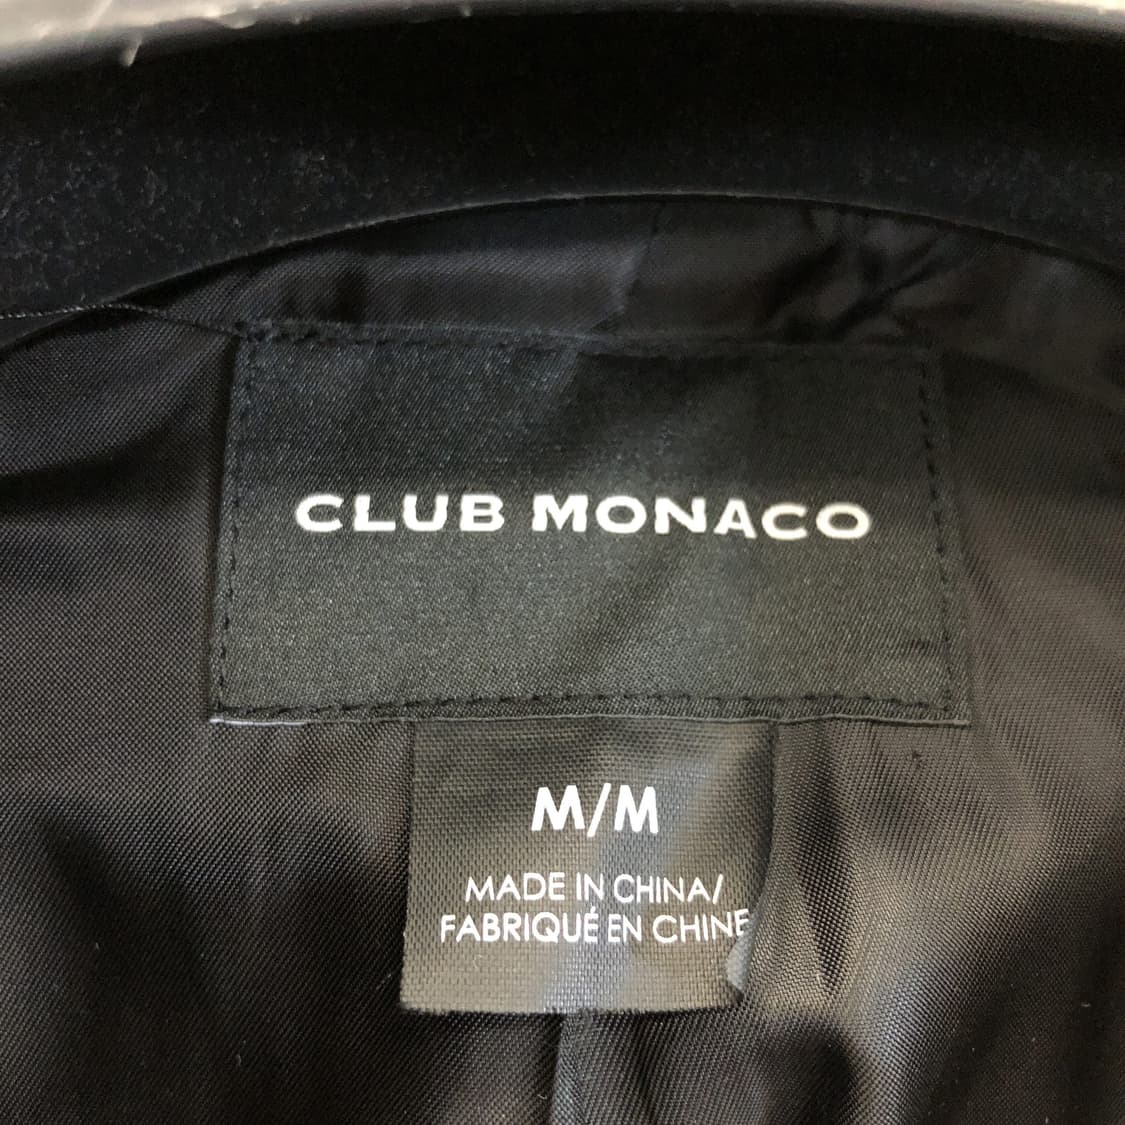 CLUB MONACO
M/M
MADE IN CHINA/
FABRIQUÉ EN CHINE